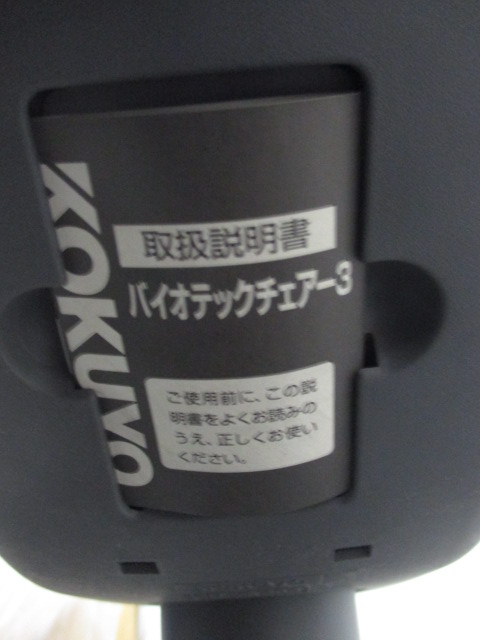 KOKUYO
取扱説明書
バイオテックチェアー3
ご使用前に、この説
明書をよくお読みの
うえ、正しくお使い
ください。